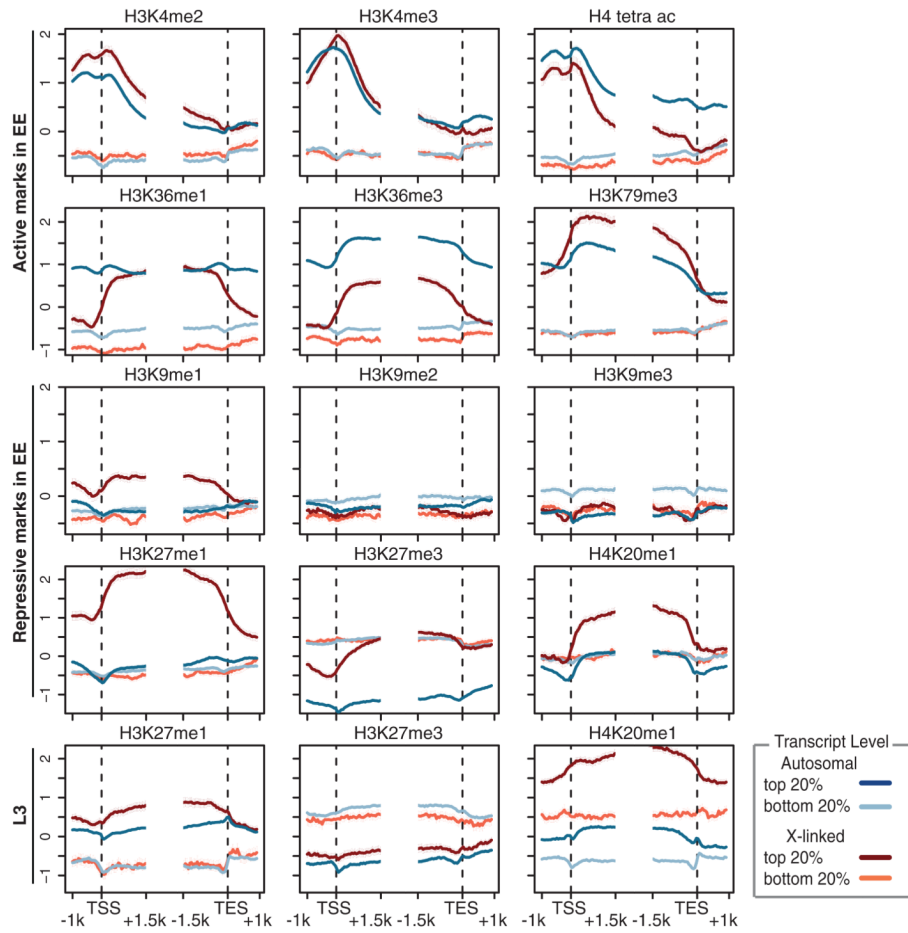 H3K4me2 H3K4me3 H4 tetra ac
Active marks in EE
2
1
0
H3K36me1 H3K36me3 H3K79me3
2
1
0
−1
H3K9me1 H3K9me2 H3K9me3
Repressive marks in EE
2
1
0
H3K27me1 H3K27me3 H4K20me1
2
1
0
−1
H3K27me1 H3K27me3 H4K20me1
L3
2
1
0
−1
TSS TES TSS TES TSS TES
-1k +1.5k -1.5k +1k -1k +1.5k -1.5k +1k -1k +1.5k -1.5k +1k
Transcript Level
Autosomal
top 20%
bottom 20%
X-linked
top 20%
bottom 20%